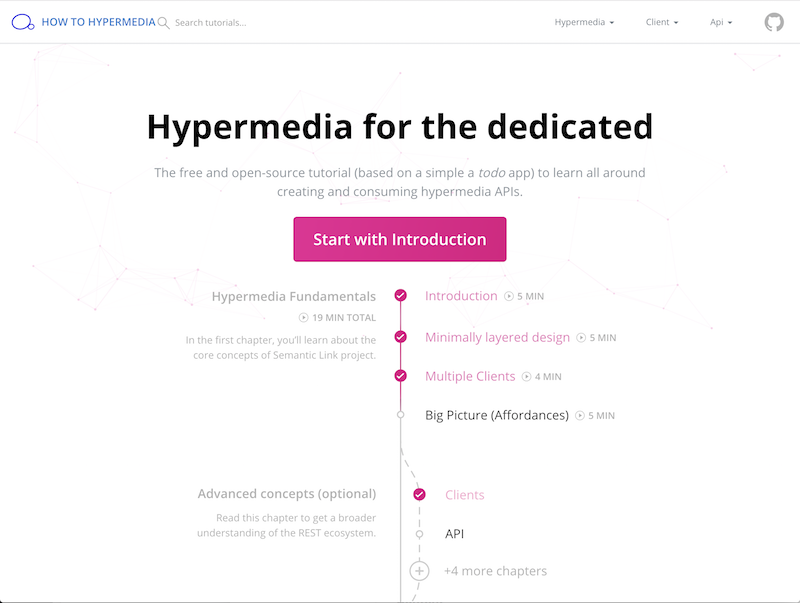 HOW TO HYPERMEDIA
Search tutorials...
Hypermedia
Client
Api
Hypermedia for the dedicated
The free and open-source tutorial (based on a simple a todo app) to learn all around
creating and consuming hypermedia APIs.
Start with Introduction
Hypermedia Fundamentals
19 MIN TOTAL
In the first chapter, you'll learn about the
core concepts of Semantic Link project.
Introduction 5 MIN
Minimally layered design 5 MIN
Multiple Clients 4 MIN
Big Picture (Affordances) 5 MIN
Advanced concepts (optional)
Read this chapter to get a broader
understanding of the REST ecosystem.
Clients
API
+4 more chapters